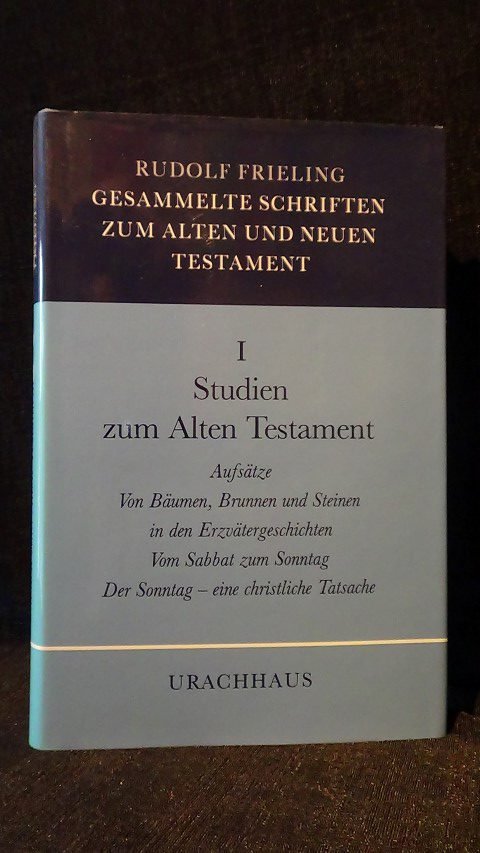 RUDOLF FRIELING
GESAMMELTE SCHRIFTEN
ZUM ALTEN UND NEUEN
TESTAMENT
I
Studien
zum Alten Testament
Aufsätze
Von Bäumen, Brunnen und Steinen
in den Erzvätergeschichten
Vom Sabbat zum Sonntag
Der Sonntag – eine christliche Tatsache
URACHHAUS